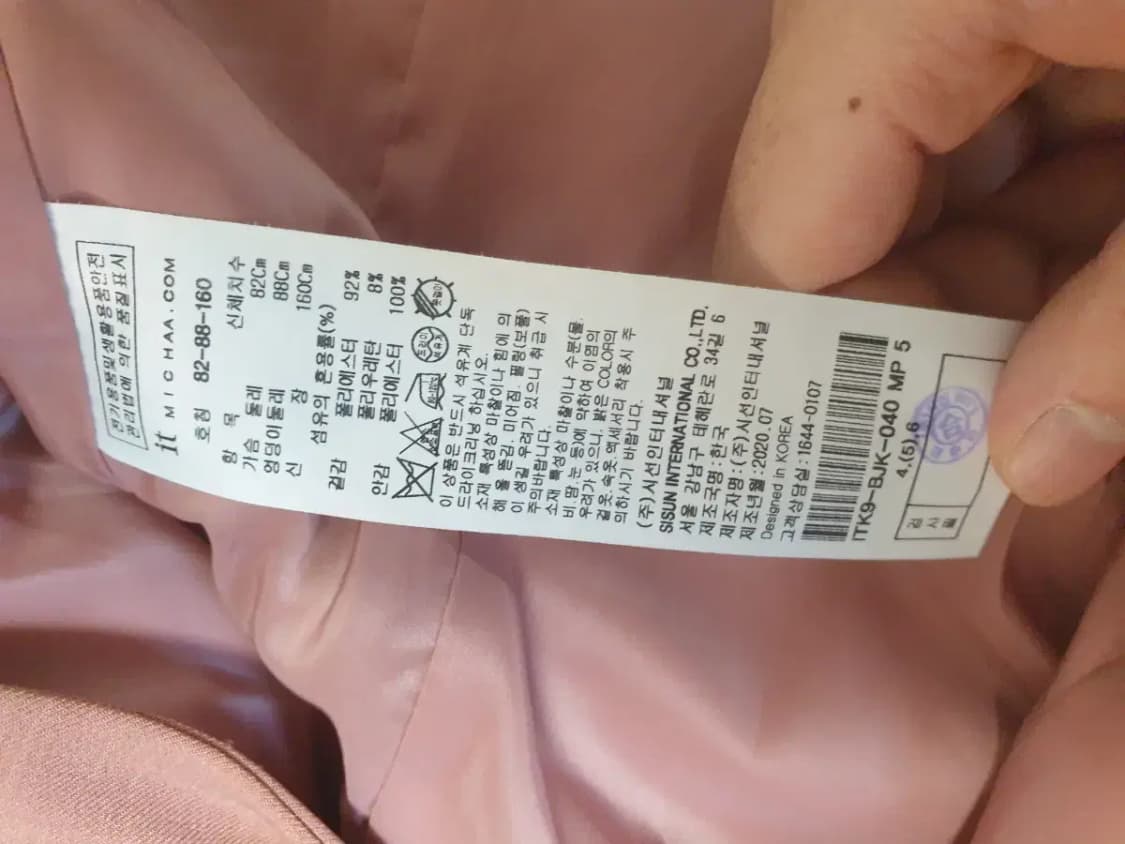 전기용품및생활용품안전
관리법에 의한 품질표시
it MICHAA.COM
호칭 82-88-160
항 목 신체치수
가슴 둘레 82Cm
엉덩이둘레 88Cm
신 장 160Cm
섬유의 혼용률(%)
겉감 폴리에스터 92%
폴리우레탄 8%
안감 폴리에스터 100%
이 상품은 반드시 석유계 단독
드라이크리닝 하십시오.
소재 특성상 마찰이나 힘에 의
해 올 뜯김, 미어짐, 필링(보풀)
이 생길 우려가 있으니 취급 시
주의바랍니다.
소재 특성상 마찰이나 수분(물,
비,땀,눈 등)에 약하여 이염의
우려가 있으니, 밝은 COLOR의
겉옷,속옷,액세서리 착용시 주
의하시기 바랍니다.
(주)시선인터내셔널
SISUN INTERNATIONAL CO.,LTD.
서울 강남구 테헤란로 34길 6
제조국명:한국
제조자명:(주)시선인터내셔널
제조년월:2020.07
Designed in KOREA
고객상담실:1644-0107
ITK9-BJK-040 MP 5
4.(5).6
검사필